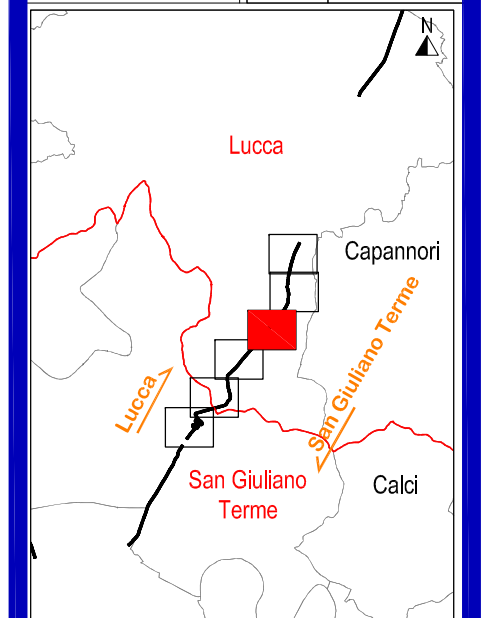 N
Lucca
Capannori
San Giuliano Terme
Lucca
San Giuliano
Terme
Calci